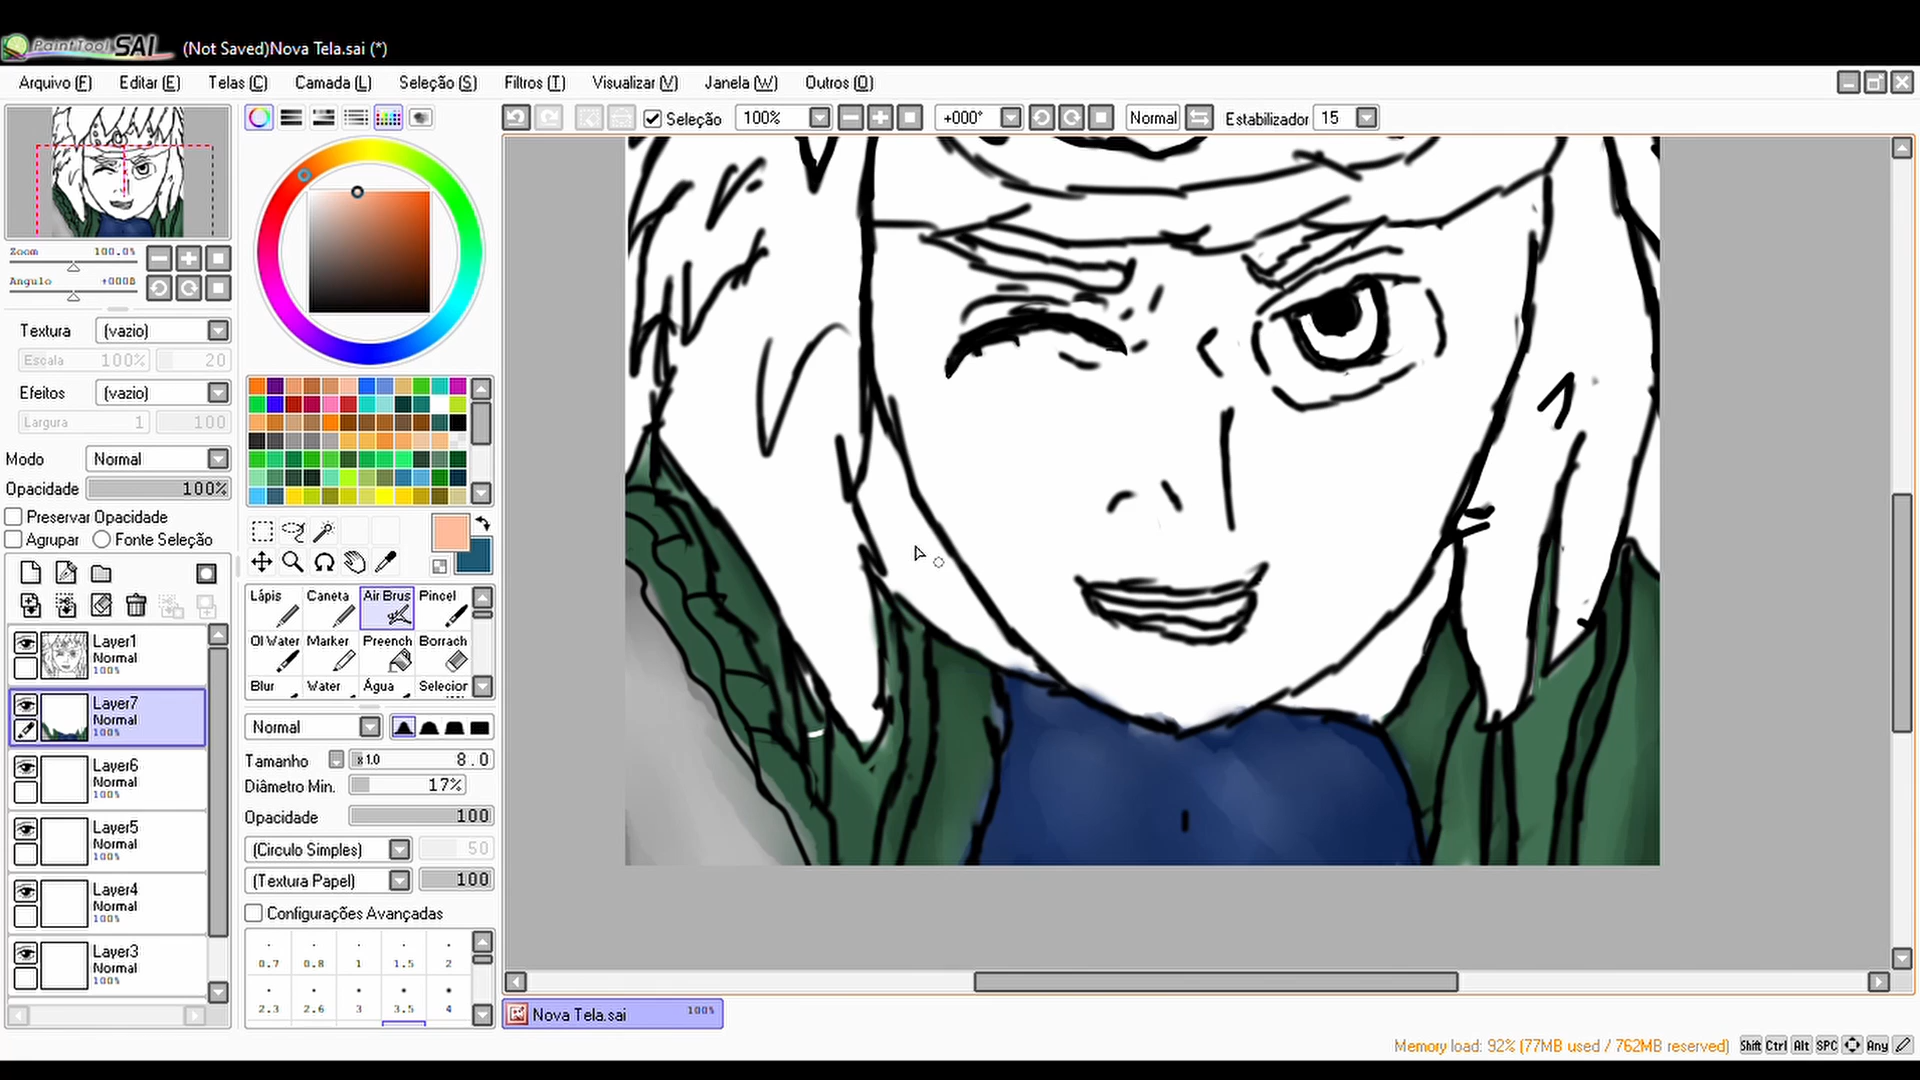 PaintTool SAI (Not Saved)Nova Tela.sai (*)
Arquivo (F) Editar (E) Telas (C) Camada (L) Seleção (S) Filtros (T) Visualizar (V) Janela (W) Outros (O)
Seleção 100% +000° Normal Estabilizador 15
Zoom 100.0%
Angulo +000B
Textura (vazio)
Escala 100% 20
Efeitos (vazio)
Largura 1 100
Modo Normal
Opacidade 100%
Preservar Opacidade
Agrupar Fonte Seleção
Layer1
Normal
100%
Layer7
Normal
100%
Layer6
Normal
100%
Layer5
Normal
100%
Layer4
Normal
100%
Layer3
Normal
100%
Lápis Caneta Air Brus Pincel
Ol Water Marker Preench Borrach
Blur Water Água Selecior
Normal
Tamanho x1.0 8.0
Diâmetro Min. 17%
Opacidade 100
(Circulo Simples) 50
(Textura Papel) 100
Configurações Avançadas
0.7 0.8 1 1.5 2
2.3 2.6 3 3.5 4
Nova Tela.sai 100%
Memory load: 92% (77MB used / 762MB reserved) Shift Ctrl Alt SPC Any